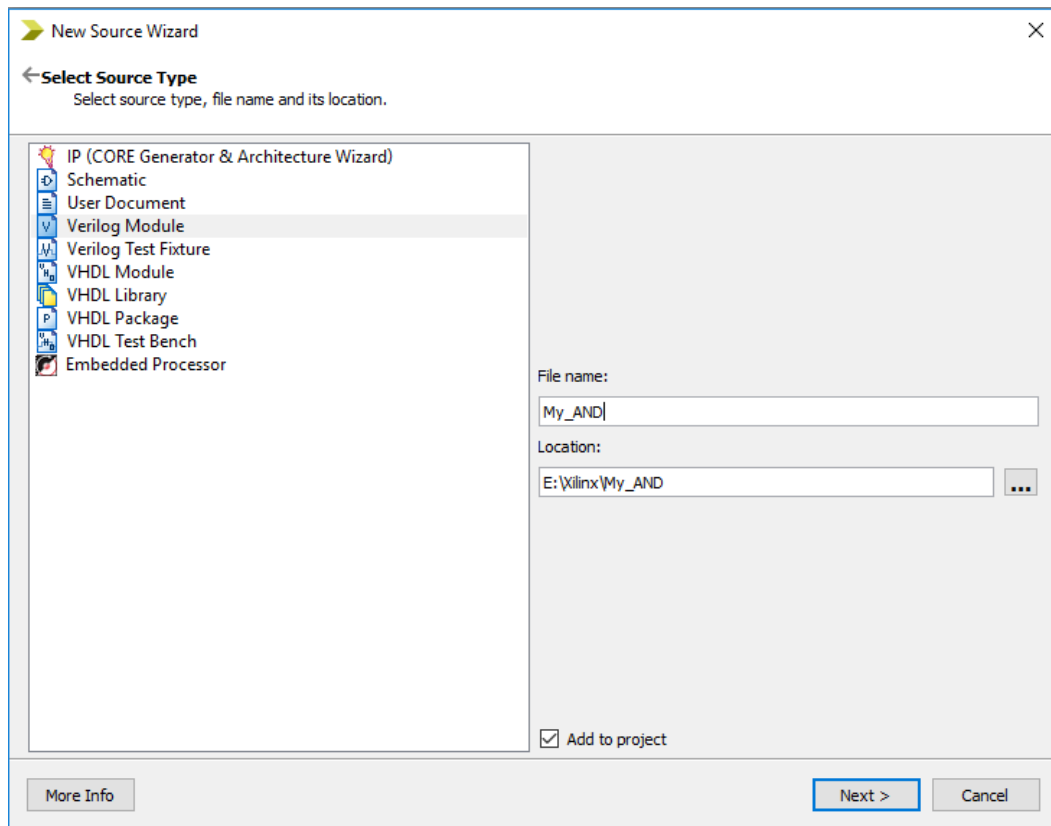 New Source Wizard
Select Source Type
Select source type, file name and its location.
IP (CORE Generator & Architecture Wizard)
Schematic
User Document
Verilog Module
Verilog Test Fixture
VHDL Module
VHDL Library
VHDL Package
VHDL Test Bench
Embedded Processor
File name:
My_AND
Location:
E:\Xilinx\My_AND
...
Add to project
More Info
Next >
Cancel